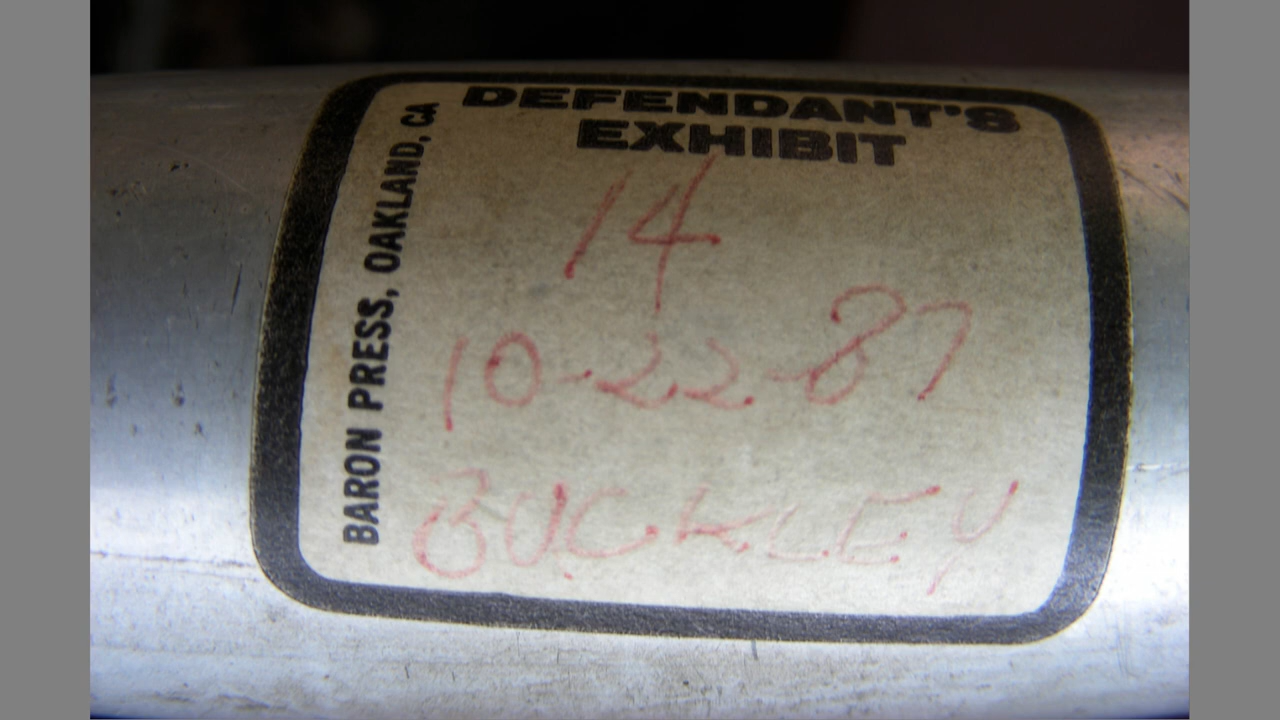 DEFENDANT'S
EXHIBIT
14
10-22-87
BUCKLEY
BARON PRESS, OAKLAND, CA